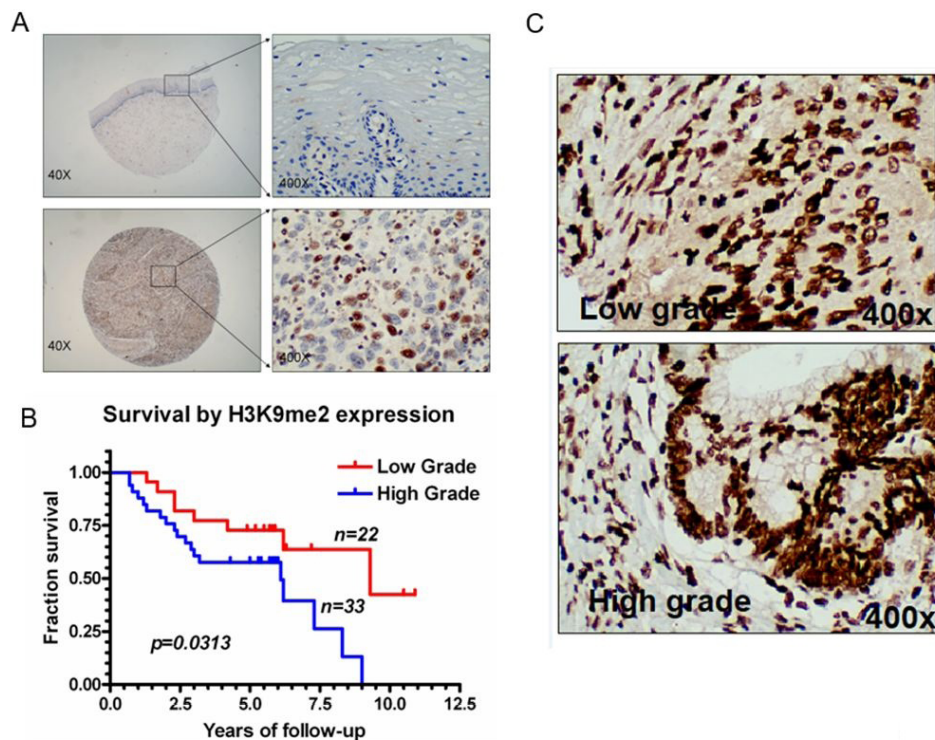 A
40X
400X
40X
400X
B
Survival by H3K9me2 expression
Low Grade
High Grade
1.00
0.75
0.50
0.25
0.00
Fraction survival
n=22
n=33
p=0.0313
0.0 2.5 5.0 7.5 10.0 12.5
Years of follow-up
C
Low grade 400x
High grade 400x